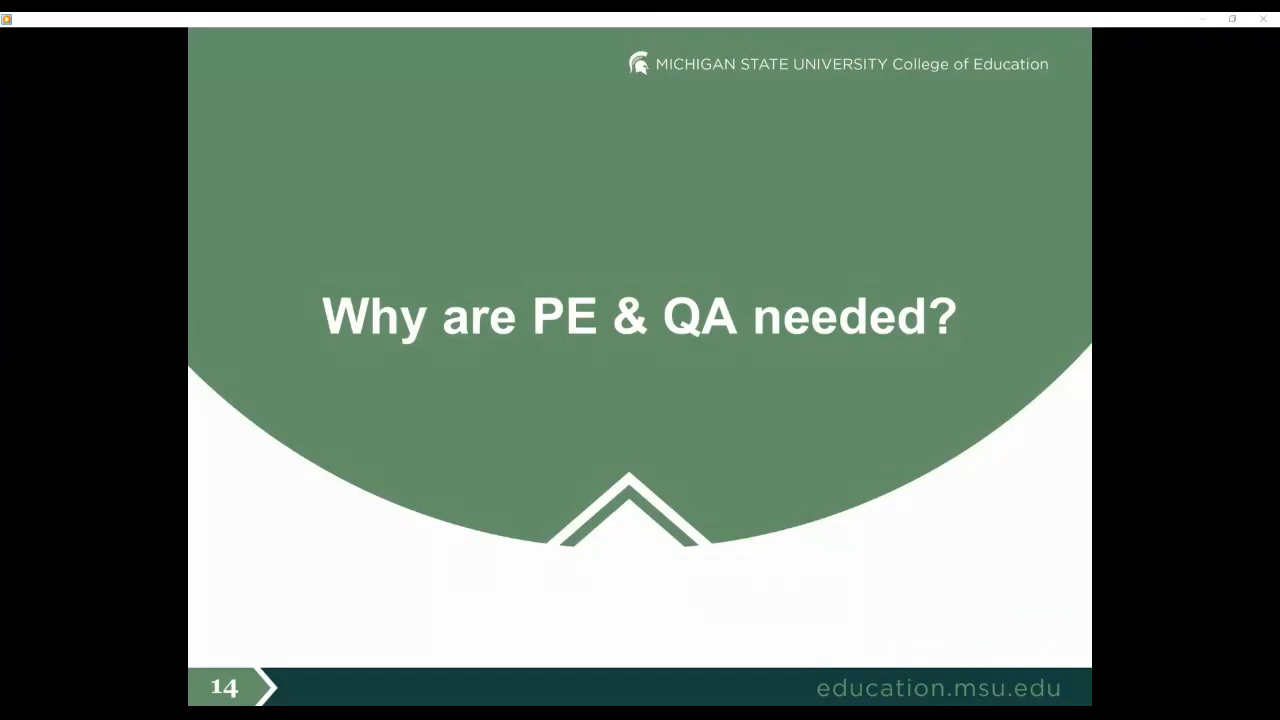 MICHIGAN STATE UNIVERSITY College of Education
Why are PE & QA needed?
14
education.msu.edu